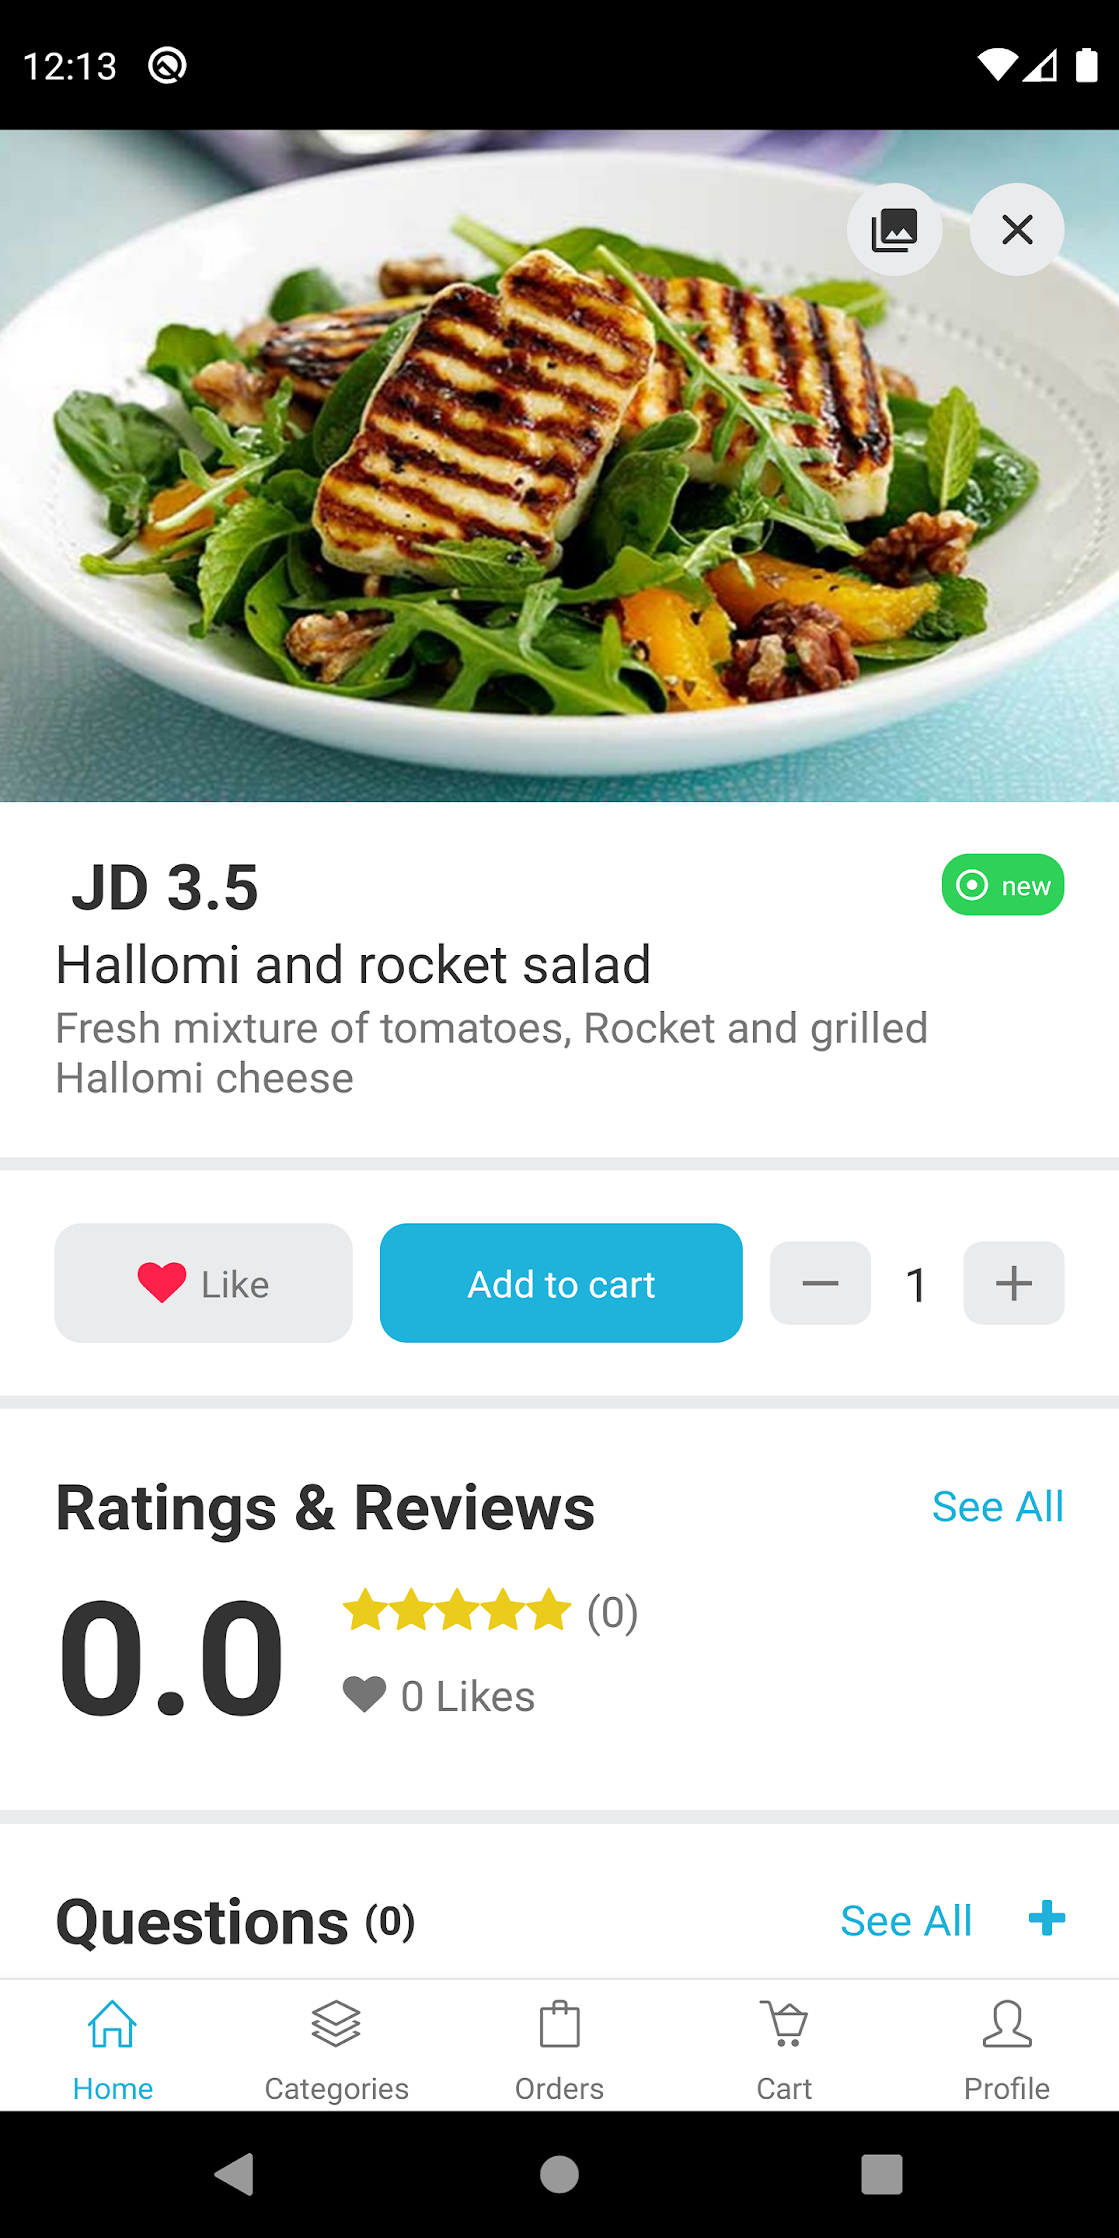 12:13
JD 3.5
new
Hallomi and rocket salad
Fresh mixture of tomatoes, Rocket and grilled
Hallomi cheese
Like
Add to cart
1
Ratings & Reviews
See All
0.0
(0)
0 Likes
Questions (0)
See All
Home
Categories
Orders
Cart
Profile